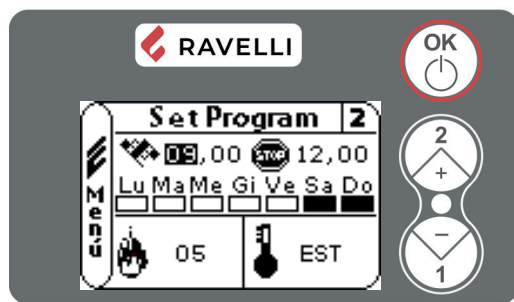 RAVELLI
OK
Set Program 2
09,00 STOP 12,00
Lu Ma Me Gi Ve Sa Do
Menú
05 EST
2
+
−
1